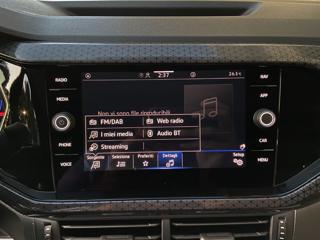 RADIO
MEDIA
PHONE
VOICE
2:37
24.5°C
Non vi sono file riproducibili
FM/DAB
Web radio
I miei media
Audio BT
Streaming
Sorgente
Seleziona
Preferiti
Dettagli
Setup
NAV
APP
CAR
MENU